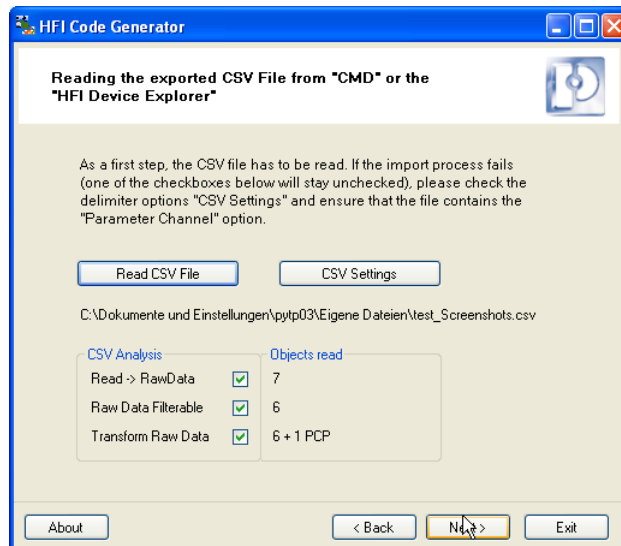 HFI Code Generator
Reading the exported CSV File from "CMD" or the
"HFI Device Explorer"
As a first step, the CSV file has to be read. If the import process fails
(one of the checkboxes below will stay unchecked), please check the
delimiter options "CSV Settings" and ensure that the file contains the
"Parameter Channel" option.
Read CSV File
CSV Settings
C:\Dokumente und Einstellungen\pytp03\Eigene Dateien\test_Screenshots.csv
CSV Analysis
Objects read
Read -> RawData
7
Raw Data Filterable
6
Transform Raw Data
6 + 1 PCP
About
< Back
Next >
Exit